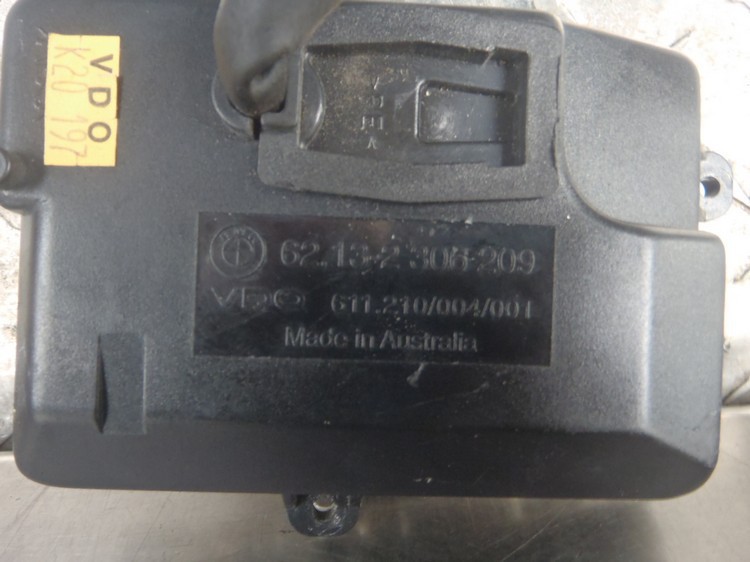 VDO
K20 197
62.13-2 306 209
VDO 611.210/004/001
Made in Australia